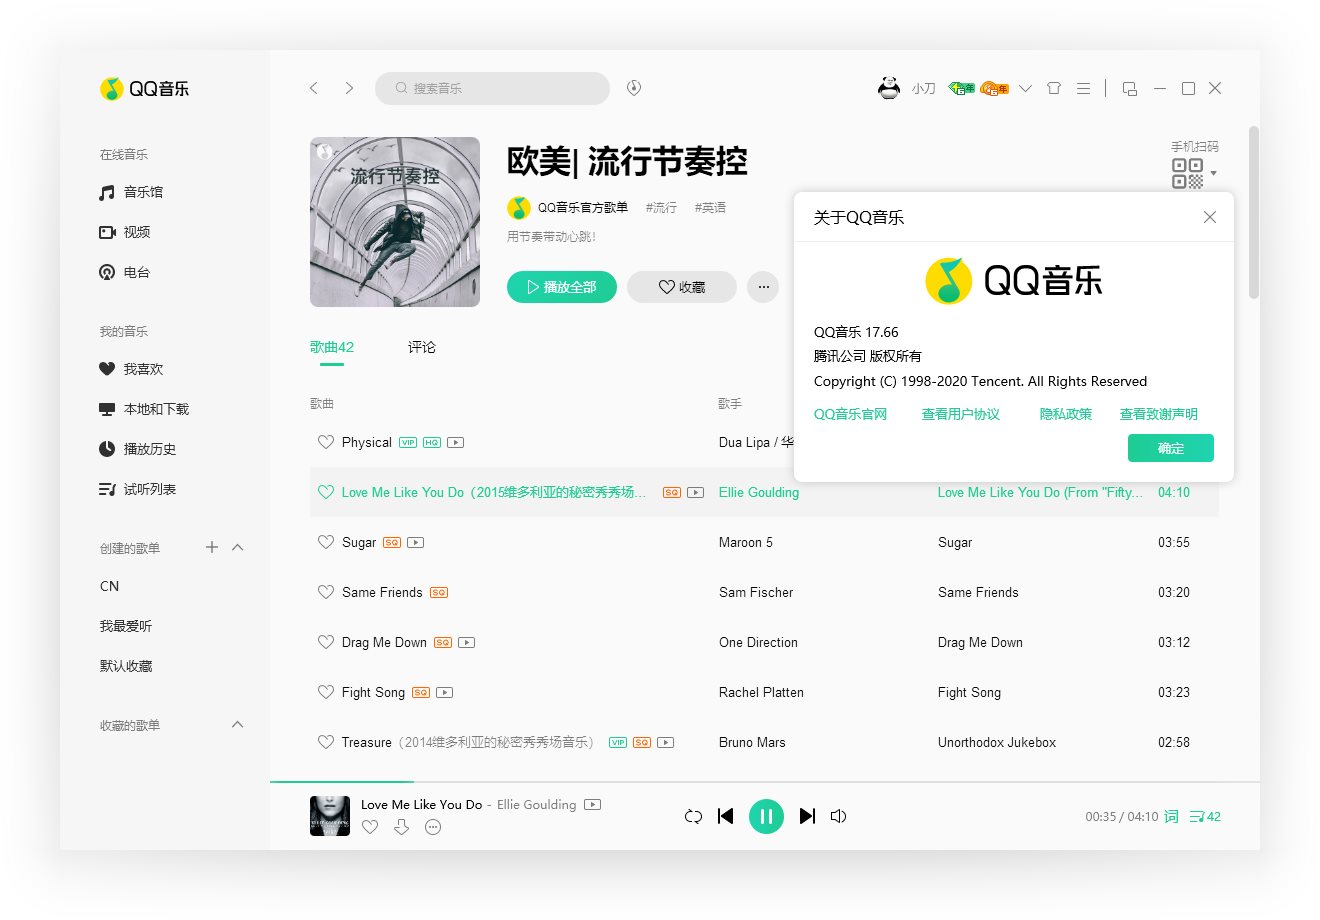 QQ音乐
搜索音乐
小刀
在线音乐
音乐馆
视频
电台
我的音乐
我喜欢
本地和下载
播放历史
试听列表
创建的歌单
CN
我最爱听
默认收藏
收藏的歌单
流行节奏控
欧美| 流行节奏控
QQ音乐官方歌单 #流行 #英语
用节奏带动心跳!
播放全部 收藏
手机扫码
歌曲42 评论
歌曲 歌手
Physical VIP HQ Dua Lipa / 华
Love Me Like You Do（2015维多利亚的秘密秀秀场... SQ Ellie Goulding Love Me Like You Do (From "Fifty... 04:10
Sugar SQ Maroon 5 Sugar 03:55
Same Friends SQ Sam Fischer Same Friends 03:20
Drag Me Down SQ One Direction Drag Me Down 03:12
Fight Song SQ Rachel Platten Fight Song 03:23
Treasure（2014维多利亚的秘密秀秀场音乐） VIP SQ Bruno Mars Unorthodox Jukebox 02:58
关于QQ音乐
QQ音乐
QQ音乐 17.66
腾讯公司 版权所有
Copyright (C) 1998-2020 Tencent. All Rights Reserved
QQ音乐官网 查看用户协议 隐私政策 查看致谢声明
确定
Love Me Like You Do - Ellie Goulding
00:35 / 04:10 词 42